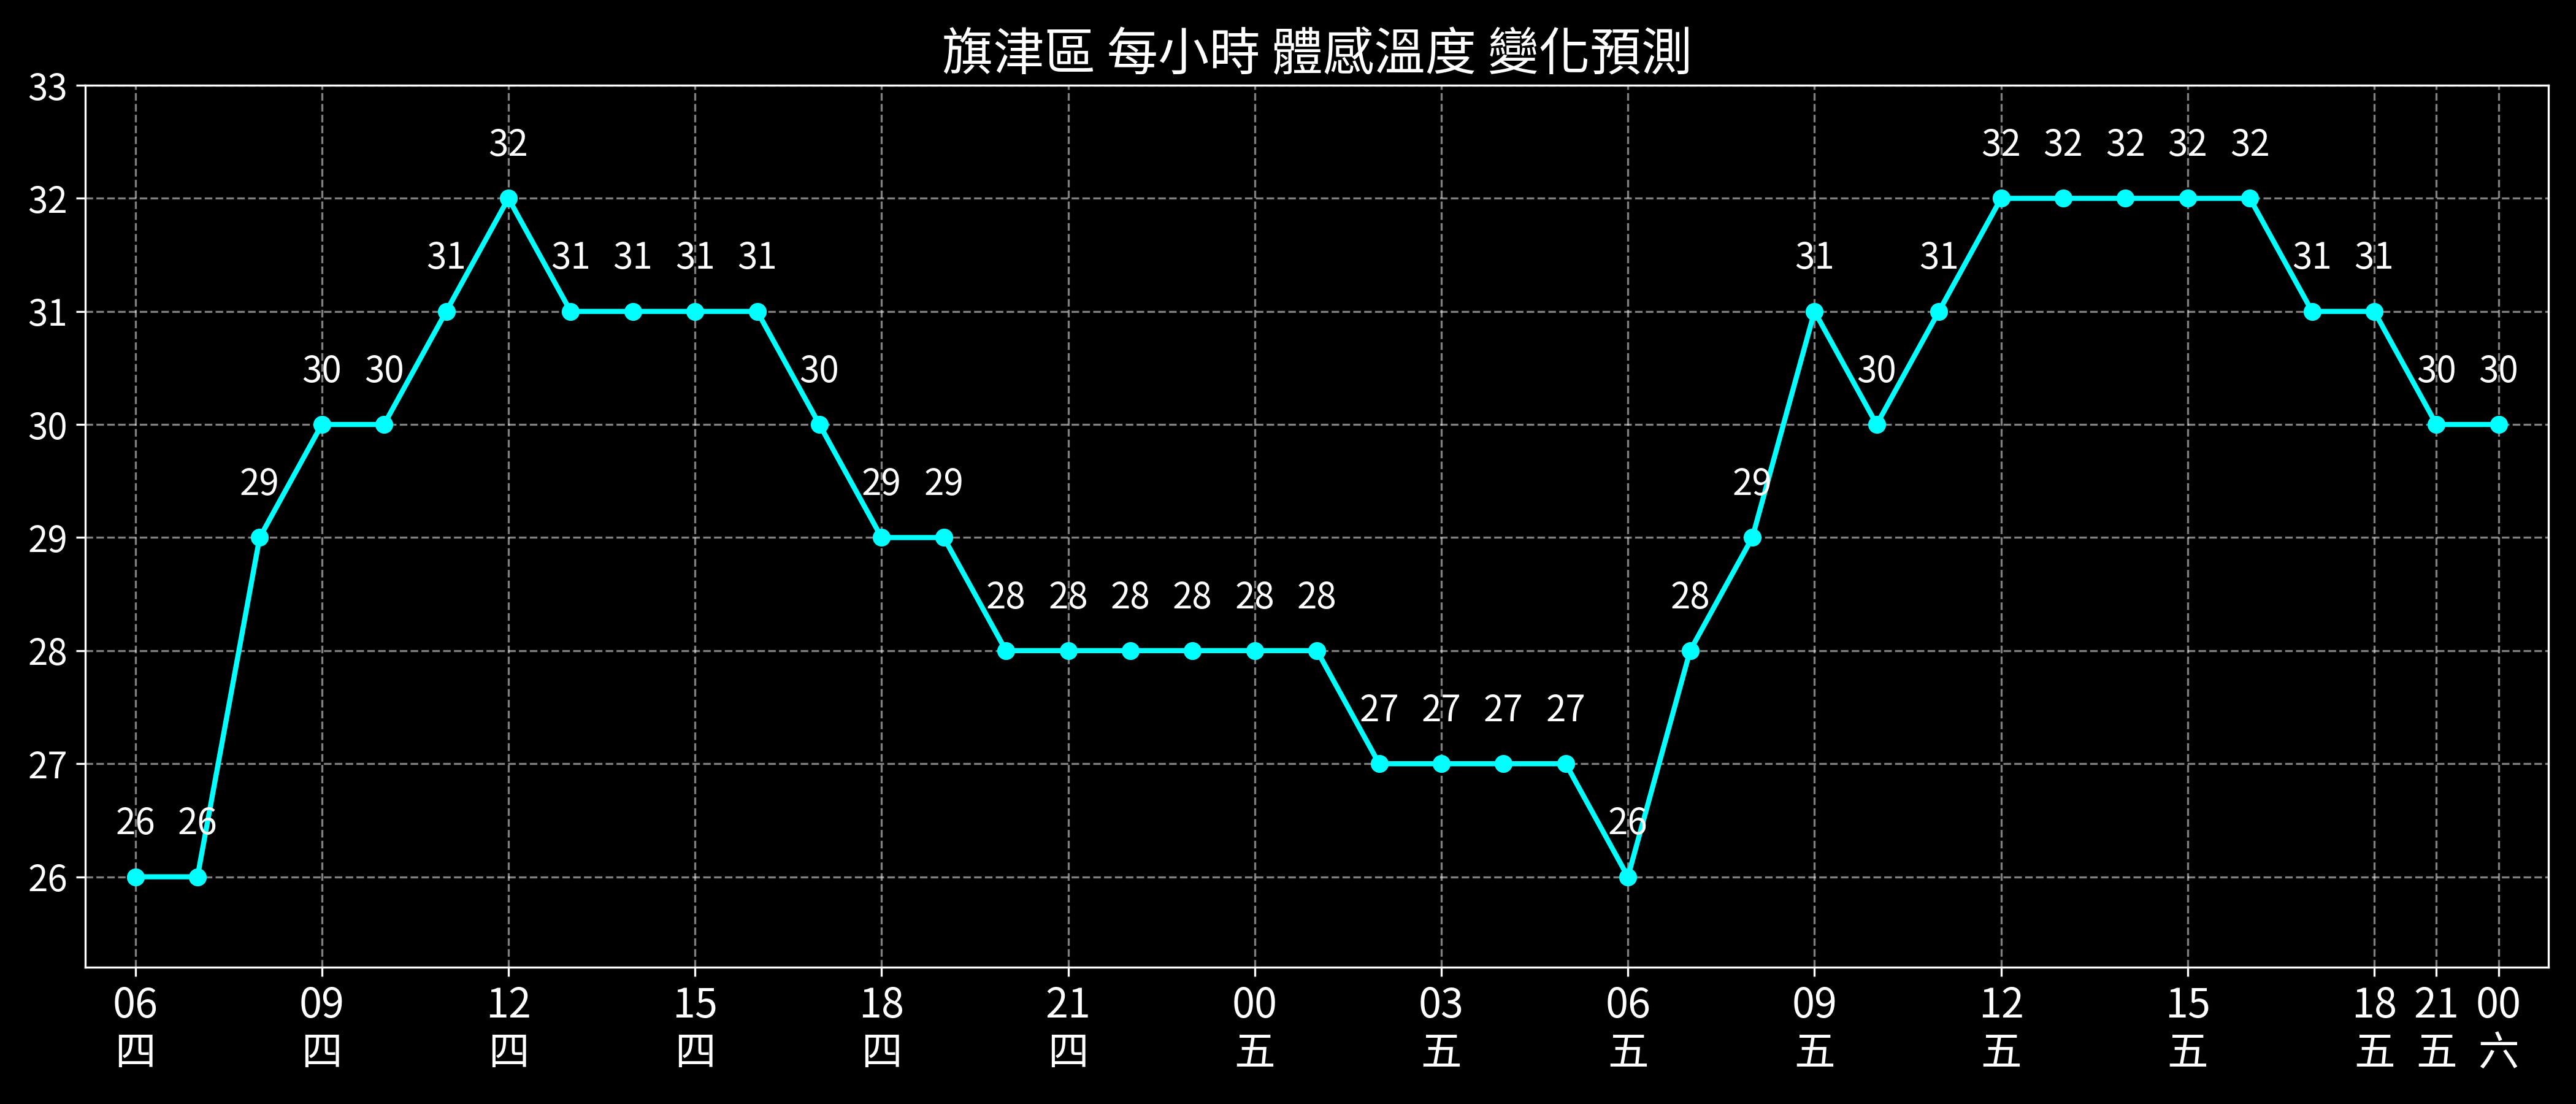 旗津區 每小時 體感溫度 變化預測
33
32
32 32 32 32 32 32
31 31 31 31 31 31 31 31 31
31
30 30 30 30 30 30
30
29 29 29 29
29
28 28 28 28 28 28 28
28
27 27 27 27
27
26 26 26
26
06 09 12 15 18 21 00 03 06 09 12 15 18 21 00
四 四 四 四 四 四 五 五 五 五 五 五 五 五 六